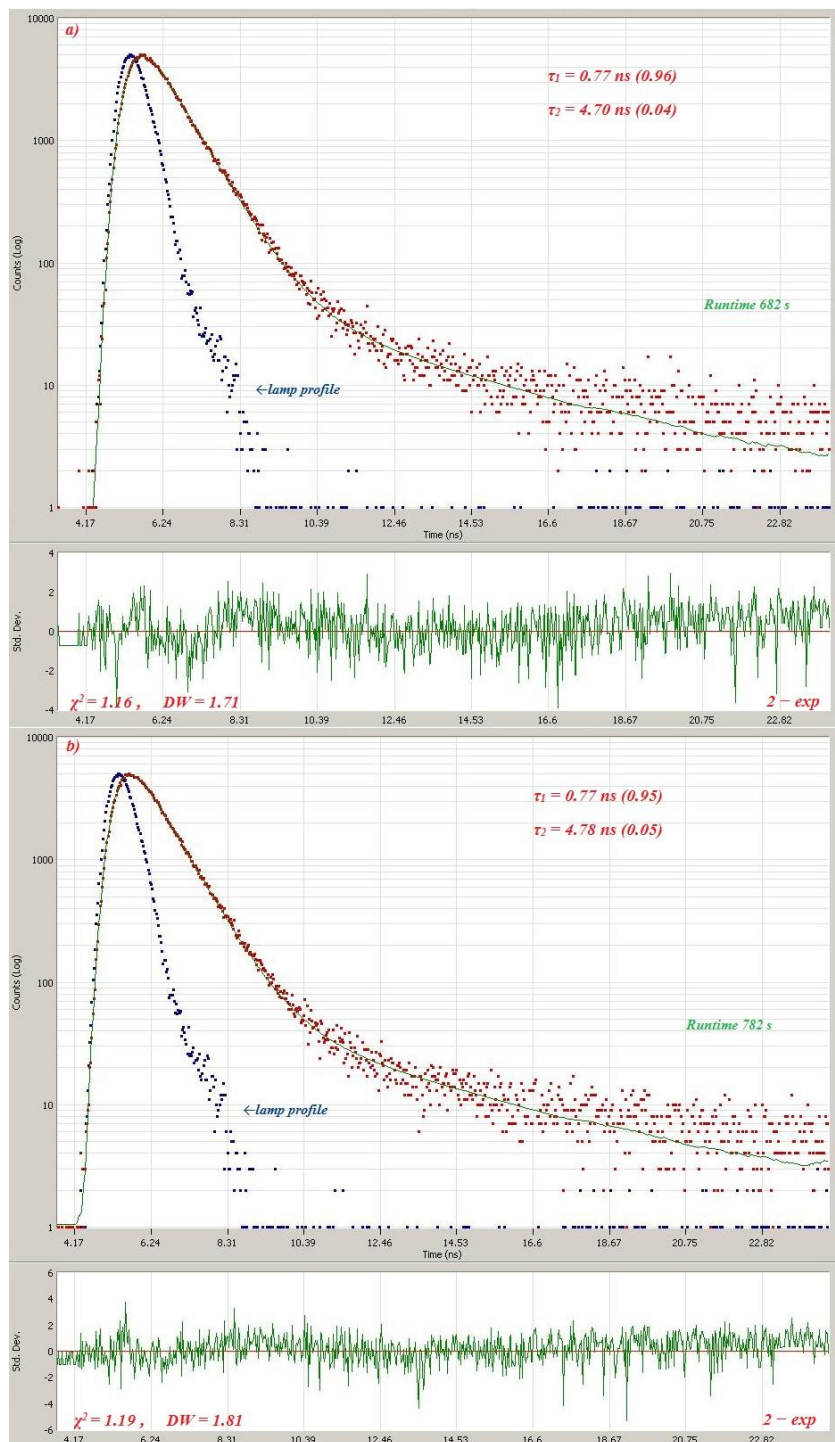 a)
10000
τ1 = 0.77 ns (0.96)
τ2 = 4.70 ns (0.04)
1000
Counts (Log)
100
Runtime 682 s
10
←lamp profile
1
4.17 6.24 8.31 10.39 12.46 14.53 16.6 18.67 20.75 22.82
Time (ns)
4
2
Std. Dev.
0
-2
-4
χ2 = 1.16 , DW = 1.71
2 − exp
4.17 6.24 8.31 10.39 12.46 14.53 16.6 18.67 20.75 22.82
b)
10000
τ1 = 0.77 ns (0.95)
τ2 = 4.78 ns (0.05)
1000
Counts (Log)
100
Runtime 782 s
10
←lamp profile
1
4.17 6.24 8.31 10.39 12.46 14.53 16.6 18.67 20.75 22.82
Time (ns)
6
4
2
Std. Dev.
0
-2
-4
-6
χ2 = 1.19 , DW = 1.81
2 − exp
4.17 6.24 8.31 10.39 12.46 14.53 16.6 18.67 20.75 22.82